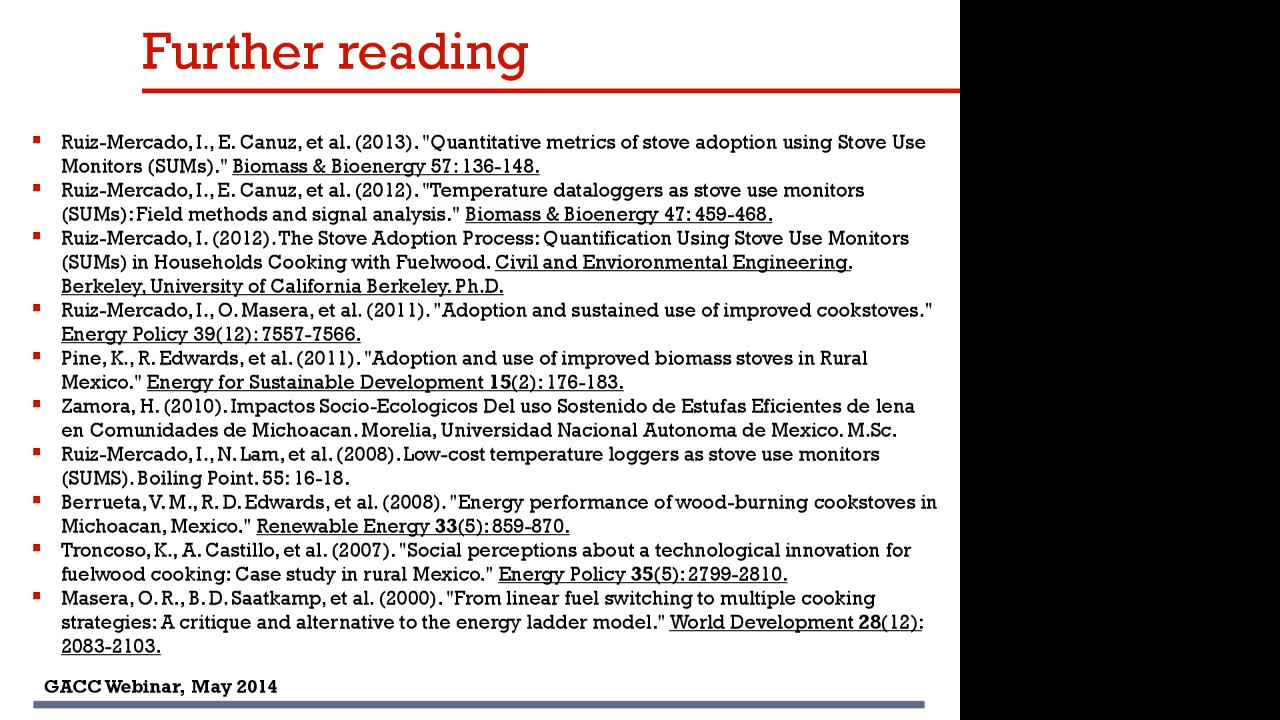 Further reading
Ruiz-Mercado, I., E. Canuz, et al. (2013). "Quantitative metrics of stove adoption using Stove Use
Monitors (SUMs)." Biomass & Bioenergy 57: 136-148.
Ruiz-Mercado, I., E. Canuz, et al. (2012). "Temperature dataloggers as stove use monitors
(SUMs): Field methods and signal analysis." Biomass & Bioenergy 47: 459-468.
Ruiz-Mercado, I. (2012). The Stove Adoption Process: Quantification Using Stove Use Monitors
(SUMs) in Households Cooking with Fuelwood. Civil and Envioronmental Engineering.
Berkeley, University of California Berkeley. Ph.D.
Ruiz-Mercado, I., O. Masera, et al. (2011). "Adoption and sustained use of improved cookstoves."
Energy Policy 39(12): 7557-7566.
Pine, K., R. Edwards, et al. (2011). "Adoption and use of improved biomass stoves in Rural
Mexico." Energy for Sustainable Development 15(2): 176-183.
Zamora, H. (2010). Impactos Socio-Ecologicos Del uso Sostenido de Estufas Eficientes de lena
en Comunidades de Michoacan. Morelia, Universidad Nacional Autonoma de Mexico. M.Sc.
Ruiz-Mercado, I., N. Lam, et al. (2008). Low-cost temperature loggers as stove use monitors
(SUMS). Boiling Point. 55: 16-18.
Berrueta, V. M., R. D. Edwards, et al. (2008). "Energy performance of wood-burning cookstoves in
Michoacan, Mexico." Renewable Energy 33(5): 859-870.
Troncoso, K., A. Castillo, et al. (2007). "Social perceptions about a technological innovation for
fuelwood cooking: Case study in rural Mexico." Energy Policy 35(5): 2799-2810.
Masera, O. R., B. D. Saatkamp, et al. (2000). "From linear fuel switching to multiple cooking
strategies: A critique and alternative to the energy ladder model." World Development 28(12):
2083-2103.
GACC Webinar, May 2014